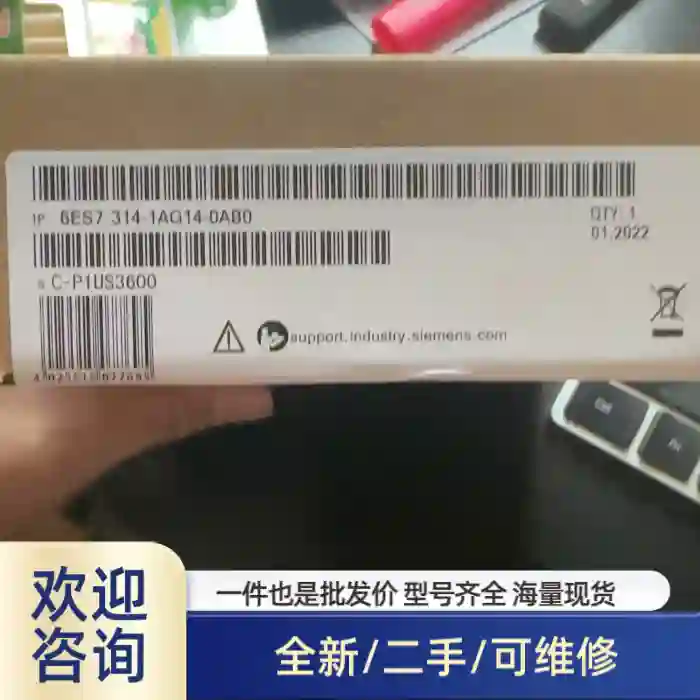 1P 6ES7 314-1AG14-0AB0
QTY: 1
01.2022
S C-P1US3600
support.industry.siemens.com
Ctrl
Fn
欢迎咨询
一件也是批发价 型号齐全 海量现货
全新/二手/可维修